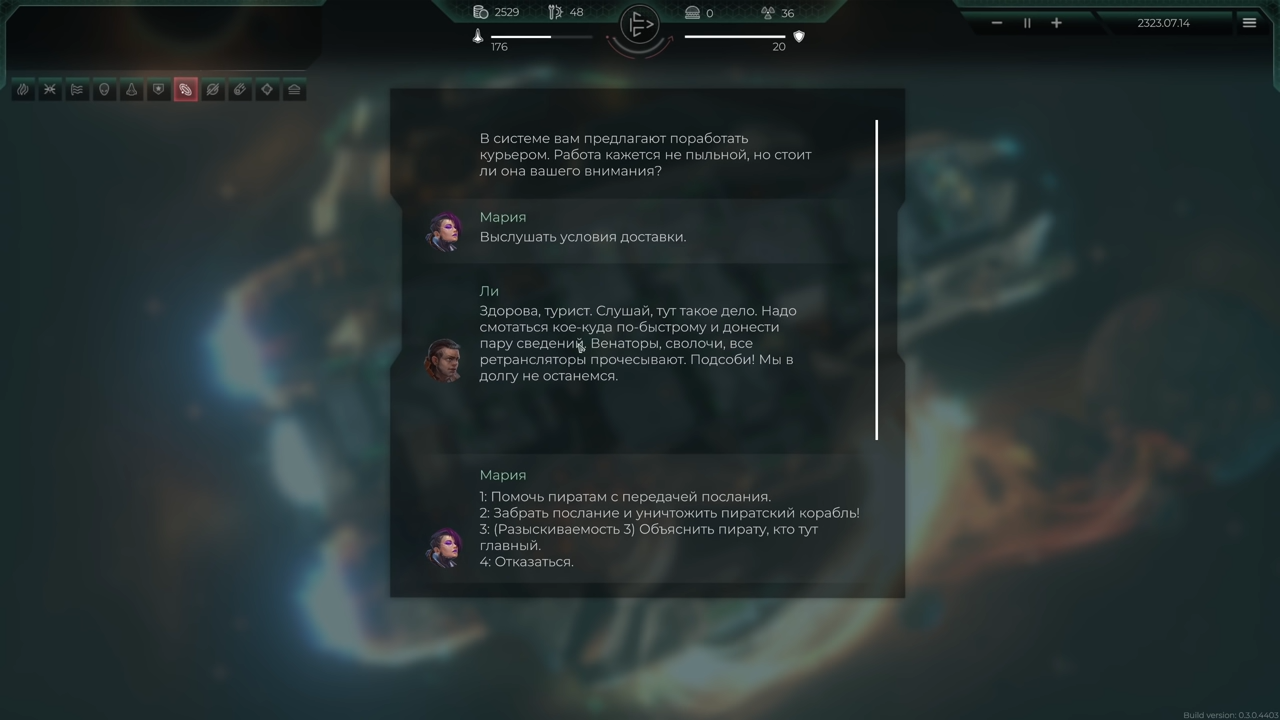 2529
48
0
36
176
20
2323.07.14
В системе вам предлагают поработать
курьером. Работа кажется не пыльной, но стоит
ли она вашего внимания?
Мария
Выслушать условия доставки.
Ли
Здорова, турист. Слушай, тут такое дело. Надо
смотаться кое-куда по-быстрому и донести
пару сведений. Венаторы, сволочи, все
ретрансляторы прочесывают. Подсоби! Мы в
долгу не останемся.
Мария
1: Помочь пиратам с передачей послания.
2: Забрать послание и уничтожить пиратский корабль!
3: (Разыскиваемость 3) Объяснить пирату, кто тут
главный.
4: Отказаться.
Build version: 0.3.0.4403